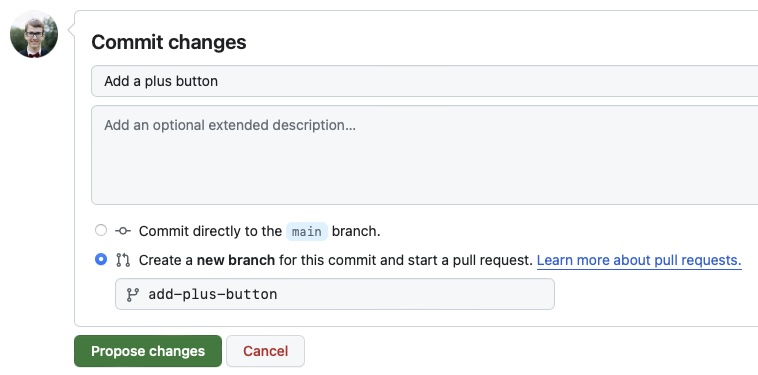 Commit changes
Add a plus button
Add an optional extended description...
Commit directly to the main branch.
Create a new branch for this commit and start a pull request. Learn more about pull requests.
add-plus-button
Propose changes
Cancel